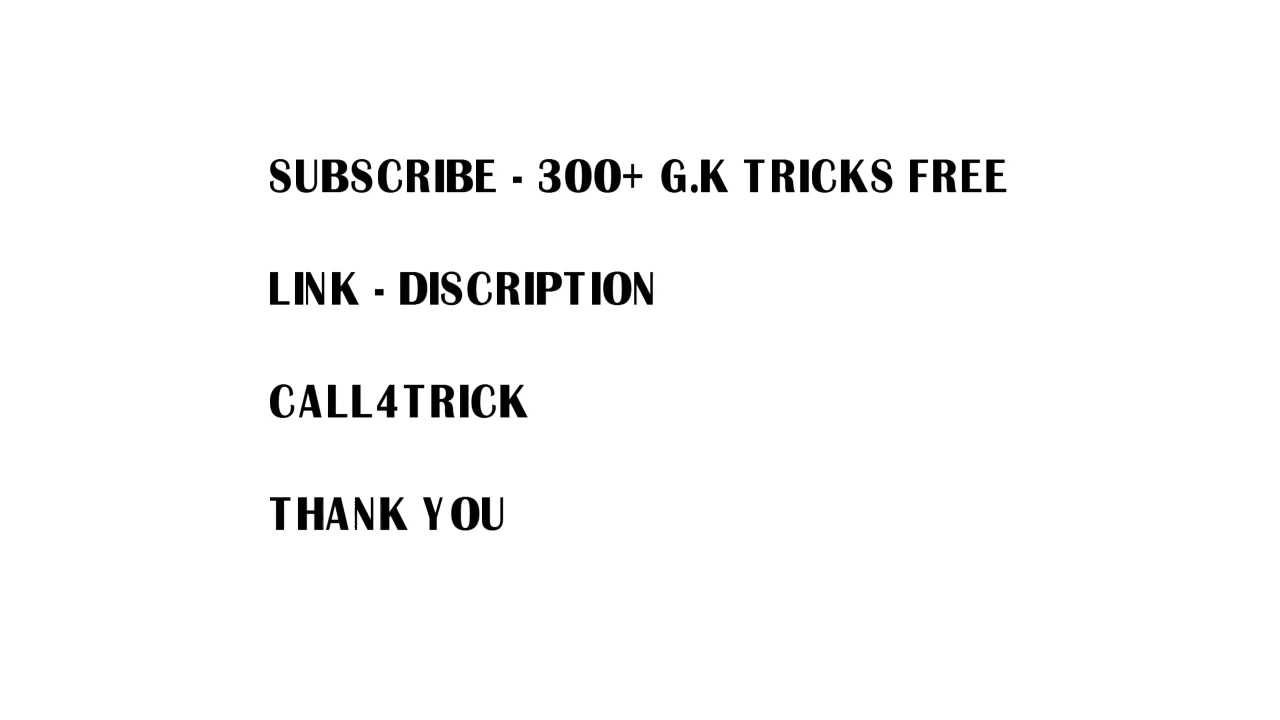 SUBSCRIBE - 300+ G.K TRICKS FREE
LINK - DISCRIPTION
CALL4TRICK
THANK YOU